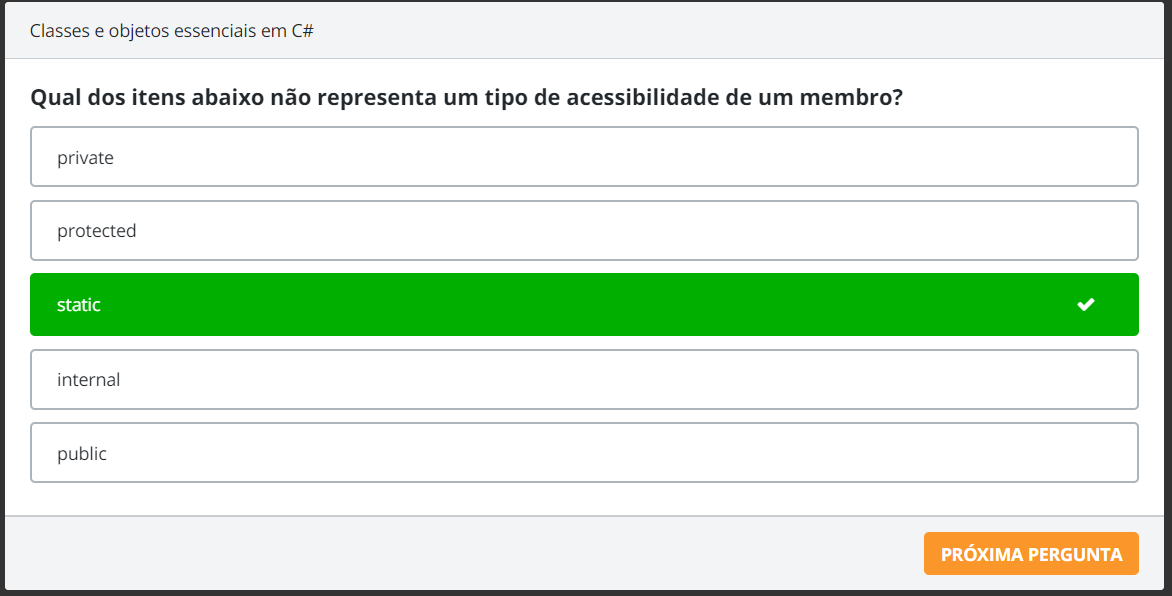 Classes e objetos essenciais em C#
Qual dos itens abaixo não representa um tipo de acessibilidade de um membro?
private
protected
static
internal
public
PRÓXIMA PERGUNTA